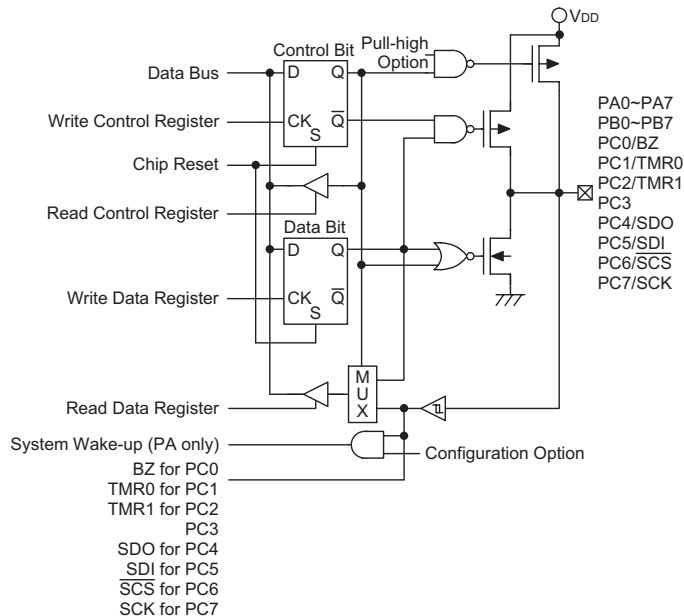 VDD
Control Bit
Pull-high
Option
Data Bus
D Q
Write Control Register
CK Q̅
S
Chip Reset
Read Control Register
Data Bit
D Q
Write Data Register
CK Q̅
S
M
U
X
Read Data Register
System Wake-up (PA only)
Configuration Option
BZ for PC0
TMR0 for PC1
TMR1 for PC2
PC3
SDO for PC4
SDI for PC5
S̅C̅S̅ for PC6
SCK for PC7
PA0~PA7
PB0~PB7
PC0/BZ
PC1/TMR0
PC2/TMR1
PC3
PC4/SDO
PC5/SDI
PC6/S̅C̅S̅
PC7/SCK